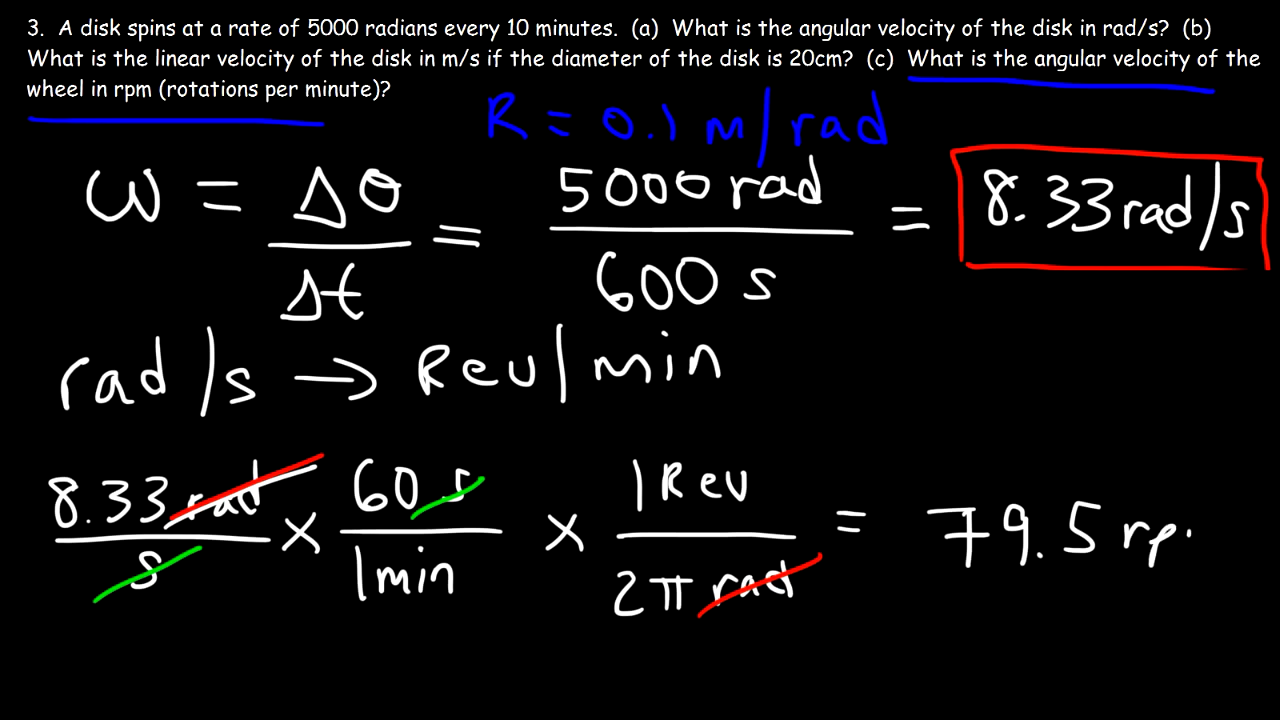 3. A disk spins at a rate of 5000 radians every 10 minutes. (a) What is the angular velocity of the disk in rad/s? (b)
What is the linear velocity of the disk in m/s if the diameter of the disk is 20cm? (c) What is the angular velocity of the
wheel in rpm (rotations per minute)?
R = 0.1 m/rad
ω = Δθ/Δt = 5000 rad/600 s = 8.33 rad/s
rad/s → Rev/min
8.33 rad/s × 60 s/1 min × 1 Rev/2π rad = 79.5 rp